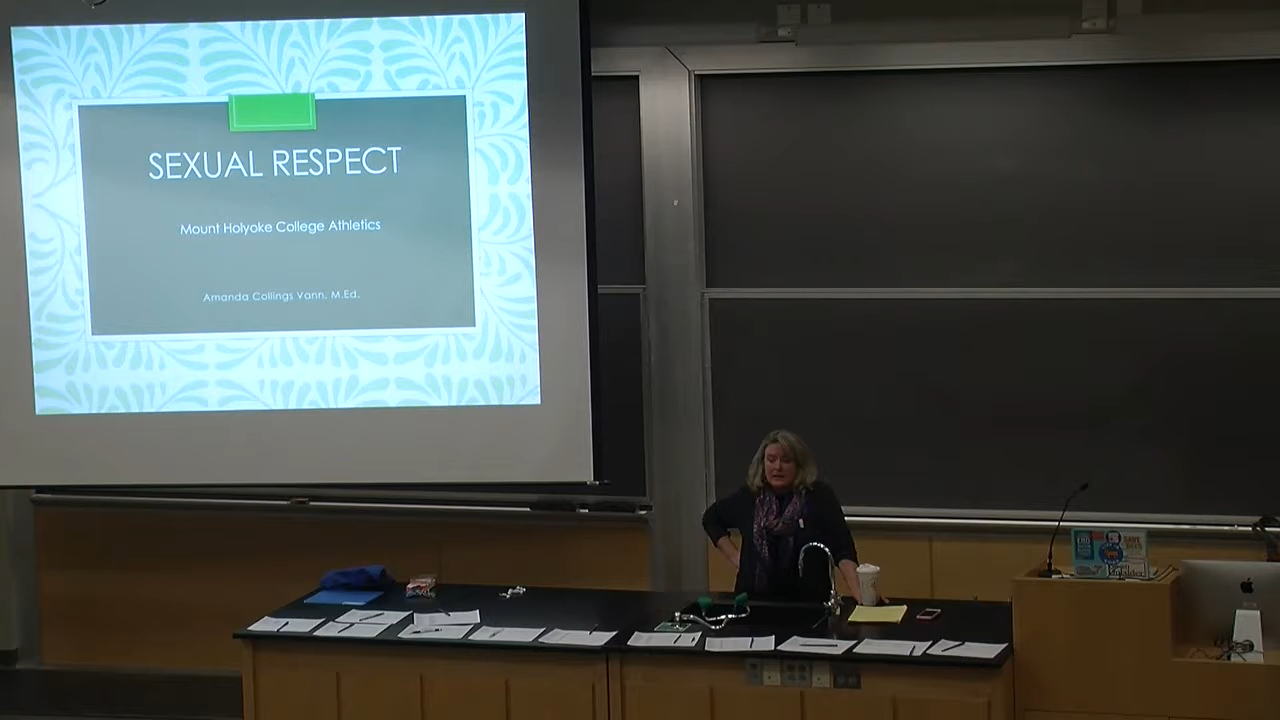 SEXUAL RESPECT
Mount Holyoke College Athletics
Amanda Collings Vann, M.Ed.